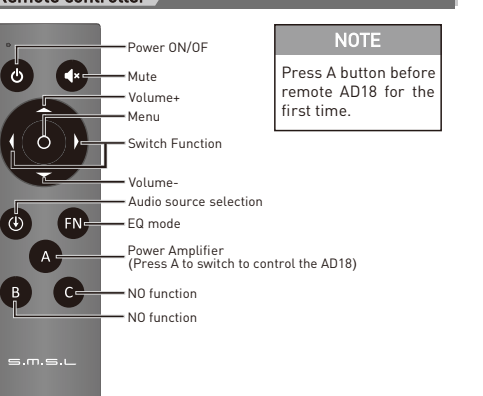 Remote controller
Power ON/OF
Mute
Volume+
Menu
Switch Function
Volume-
Audio source selection
FN
EQ mode
A
Power Amplifier
(Press A to switch to control the AD18)
B
C
NO function
NO function
S.M.S.L
NOTE
Press A button before
remote AD18 for the
first time.